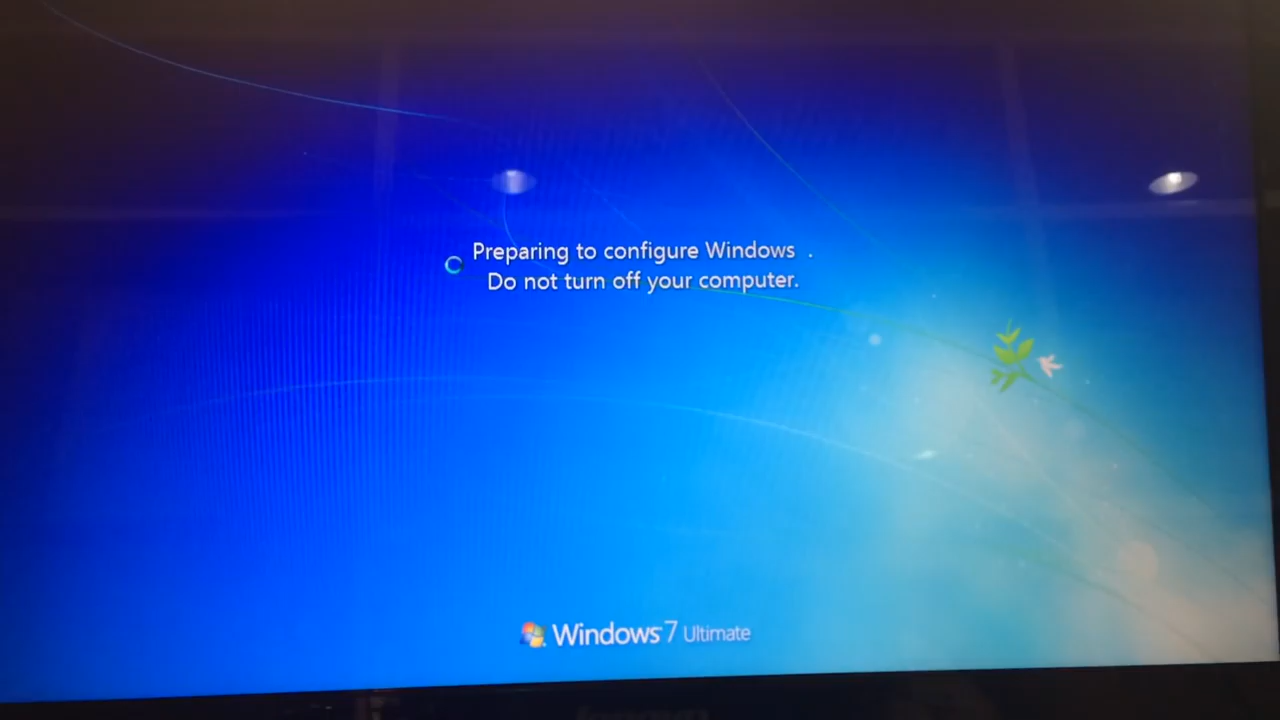 Preparing to configure Windows .
Do not turn off your computer.
Windows 7 Ultimate